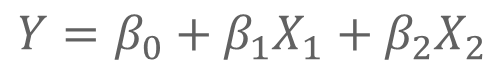 Y = β₀ + β₁X₁ + β₂X₂